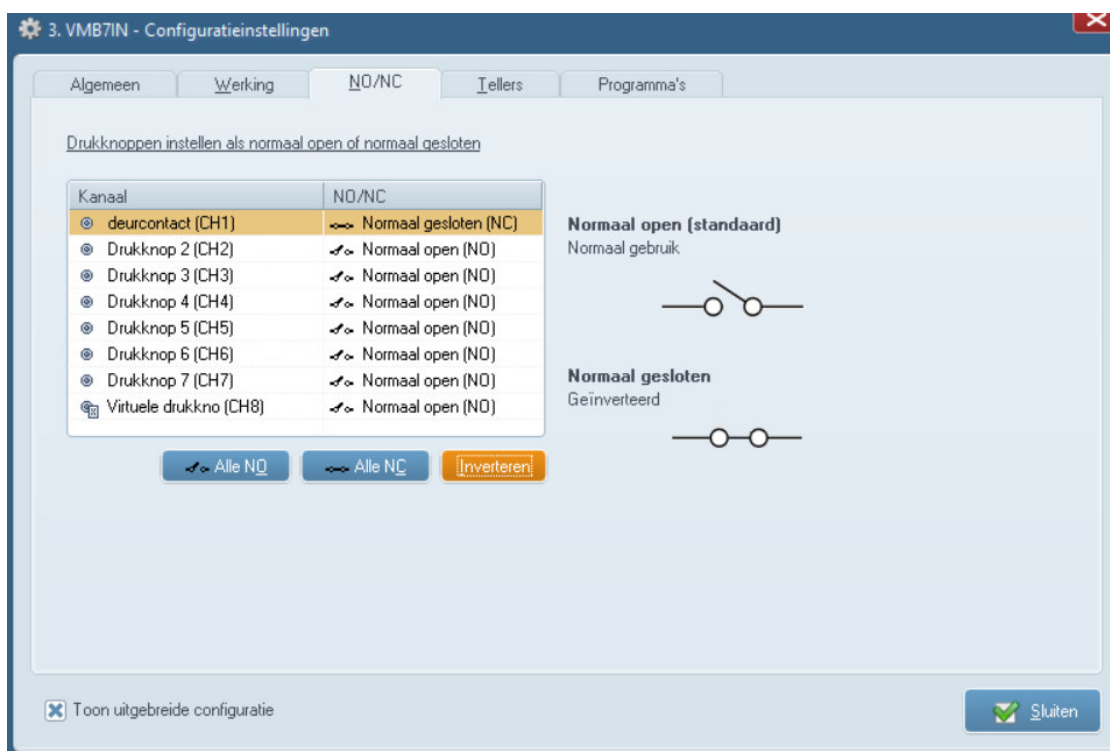 3. VMB7IN - Configuratieinstellingen
Algemeen Werking NO/NC Tellers Programma's
Drukknoppen instellen als normaal open of normaal gesloten
Kanaal NO/NC
deurcontact (CH1) Normaal gesloten (NC)
Drukknop 2 (CH2) Normaal open (NO)
Drukknop 3 (CH3) Normaal open (NO)
Drukknop 4 (CH4) Normaal open (NO)
Drukknop 5 (CH5) Normaal open (NO)
Drukknop 6 (CH6) Normaal open (NO)
Drukknop 7 (CH7) Normaal open (NO)
Virtuele drukkno (CH8) Normaal open (NO)
Alle NO Alle NC Inverteren
Normaal open (standaard)
Normaal gebruik
Normaal gesloten
Geïnverteerd
Toon uitgebreide configuratie
Sluiten